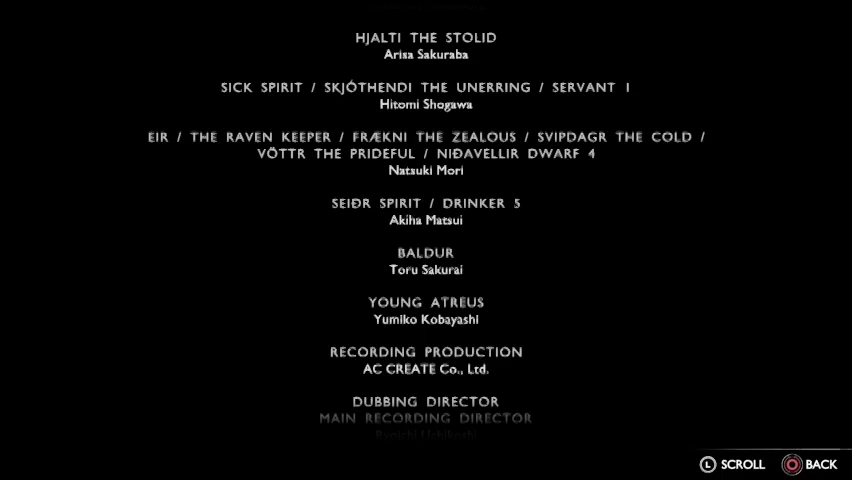 HJALTI THE STOLID
Arisa Sakuraba
SICK SPIRIT / SKJÓTHENDI THE UNERRING / SERVANT 1
Hitomi Shogawa
EIR / THE RAVEN KEEPER / FRÆKNI THE ZEALOUS / SVIPDAGR THE COLD /
VÖTTR THE PRIDEFUL / NIÐAVELLIR DWARF 4
Natsuki Mori
SEIÐR SPIRIT / DRINKER 5
Akiha Matsui
BALDUR
Toru Sakurai
YOUNG ATREUS
Yumiko Kobayashi
RECORDING PRODUCTION
AC CREATE Co., Ltd.
DUBBING DIRECTOR
MAIN RECORDING DIRECTOR
L SCROLL BACK